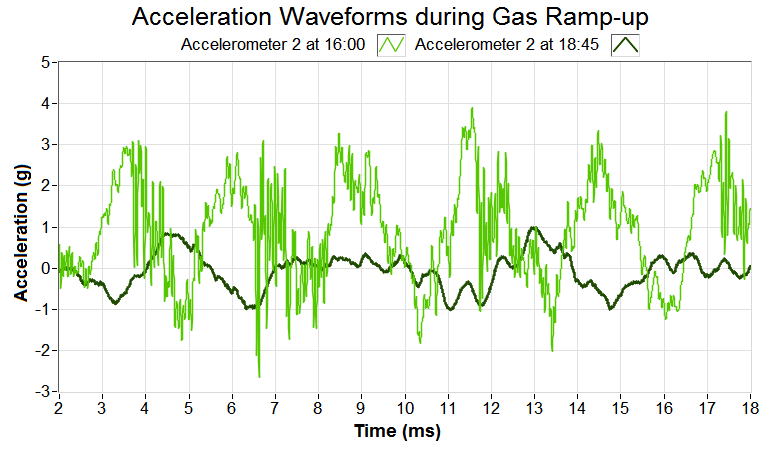 Acceleration Waveforms during Gas Ramp-up
Accelerometer 2 at 16:00 Accelerometer 2 at 18:45
5
4
3
2
1
0
-1
-2
-3
Acceleration (g)
2 3 4 5 6 7 8 9 10 11 12 13 14 15 16 17 18
Time (ms)